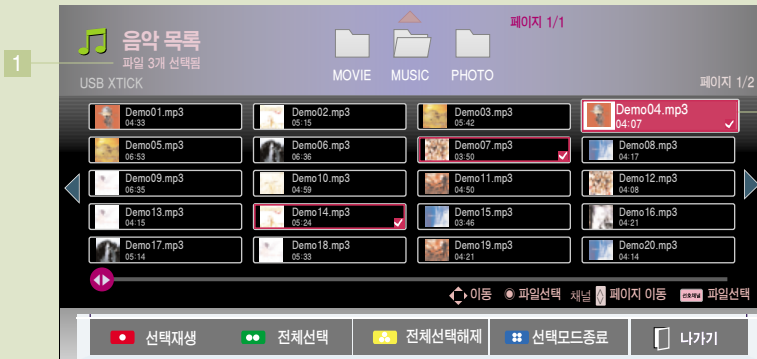 페이지 1/1
음악 목록
1
파일 3개 선택됨
USB XTICK
MOVIE MUSIC PHOTO
페이지 1/2
Demo01.mp3 Demo02.mp3 Demo03.mp3 Demo04.mp3
04:33 05:15 05:42 04:07
Demo05.mp3 Demo06.mp3 Demo07.mp3 Demo08.mp3
06:53 06:36 03:50 04:17
Demo09.mp3 Demo10.mp3 Demo11.mp3 Demo12.mp3
06:35 04:59 04:50 04:08
Demo13.mp3 Demo14.mp3 Demo15.mp3 Demo16.mp3
04:15 05:24 03:46 04:21
Demo17.mp3 Demo18.mp3 Demo19.mp3 Demo20.mp3
05:14 05:33 04:21 04:14
이동 파일선택 채널 페이지 이동 선호채널 파일선택
선택재생 전체선택 전체선택해제 선택모드종료 나가기